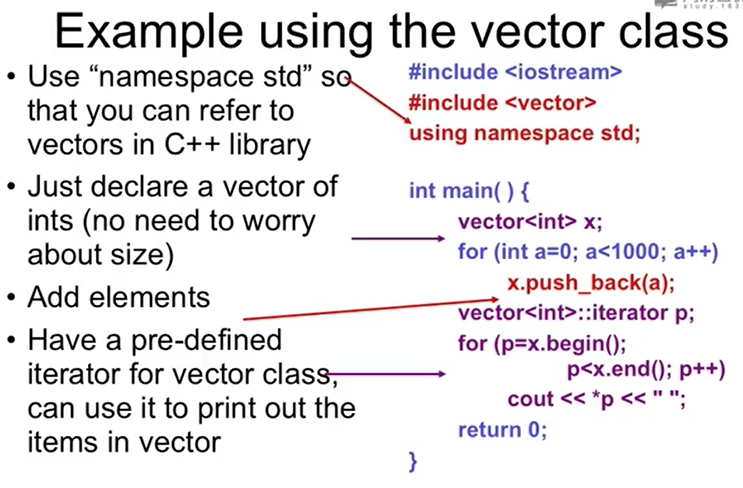 Example using the vector class
• Use “namespace std” so
that you can refer to
vectors in C++ library
• Just declare a vector of
ints (no need to worry
about size)
• Add elements
• Have a pre-defined
iterator for vector class,
can use it to print out the
items in vector
#include <iostream>
#include <vector>
using namespace std;
int main( ) {
vector<int> x;
for (int a=0; a<1000; a++)
x.push_back(a);
vector<int>::iterator p;
for (p=x.begin();
p<x.end(); p++)
cout << *p << " ";
return 0;
}